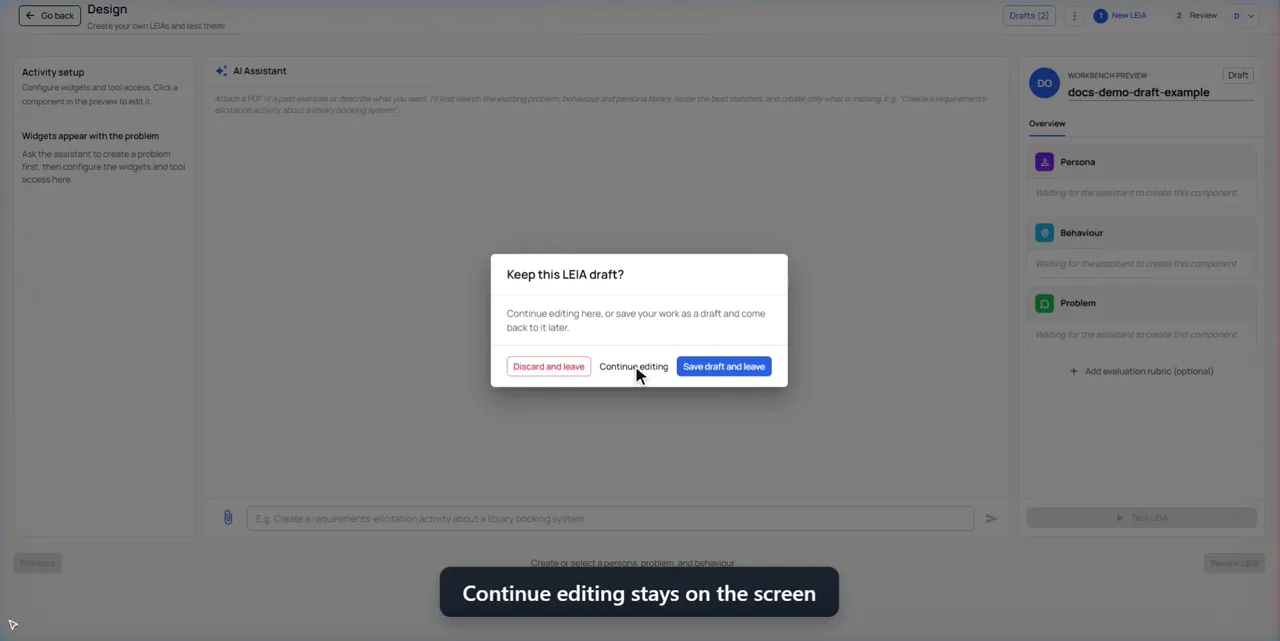 Go back
Design
Create your own LEIAs and test them!
Drafts (2)
1 New LEIA
2 Review
D
Activity setup
Configure widgets and tool access. Click a
component in the preview to edit it.
Widgets appear with the problem
Ask the assistant to create a problem
first, then configure the widgets and tool
access here.
AI Assistant
Attach a PDF of a past exercise or describe what you want. I'll first search the existing problem, behaviour and persona library, reuse the best matches, and create only what is missing. E.g. "Create a requirements-
elicitation activity about a library booking system".
DO
WORKBENCH PREVIEW
Draft
docs-demo-draft-example
Overview
Persona
Waiting for the assistant to create this component
Behaviour
Waiting for the assistant to create this component
Problem
Waiting for the assistant to create this component
Add evaluation rubric (optional)
Test LEIA
Keep this LEIA draft?
Continue editing here, or save your work as a draft and come
back to it later.
Discard and leave
Continue editing
Save draft and leave
E.g. Create a requirements-elicitation activity about a library booking system
Previous
Create or select a persona, problem, and behaviour
Review LEIA
Continue editing stays on the screen